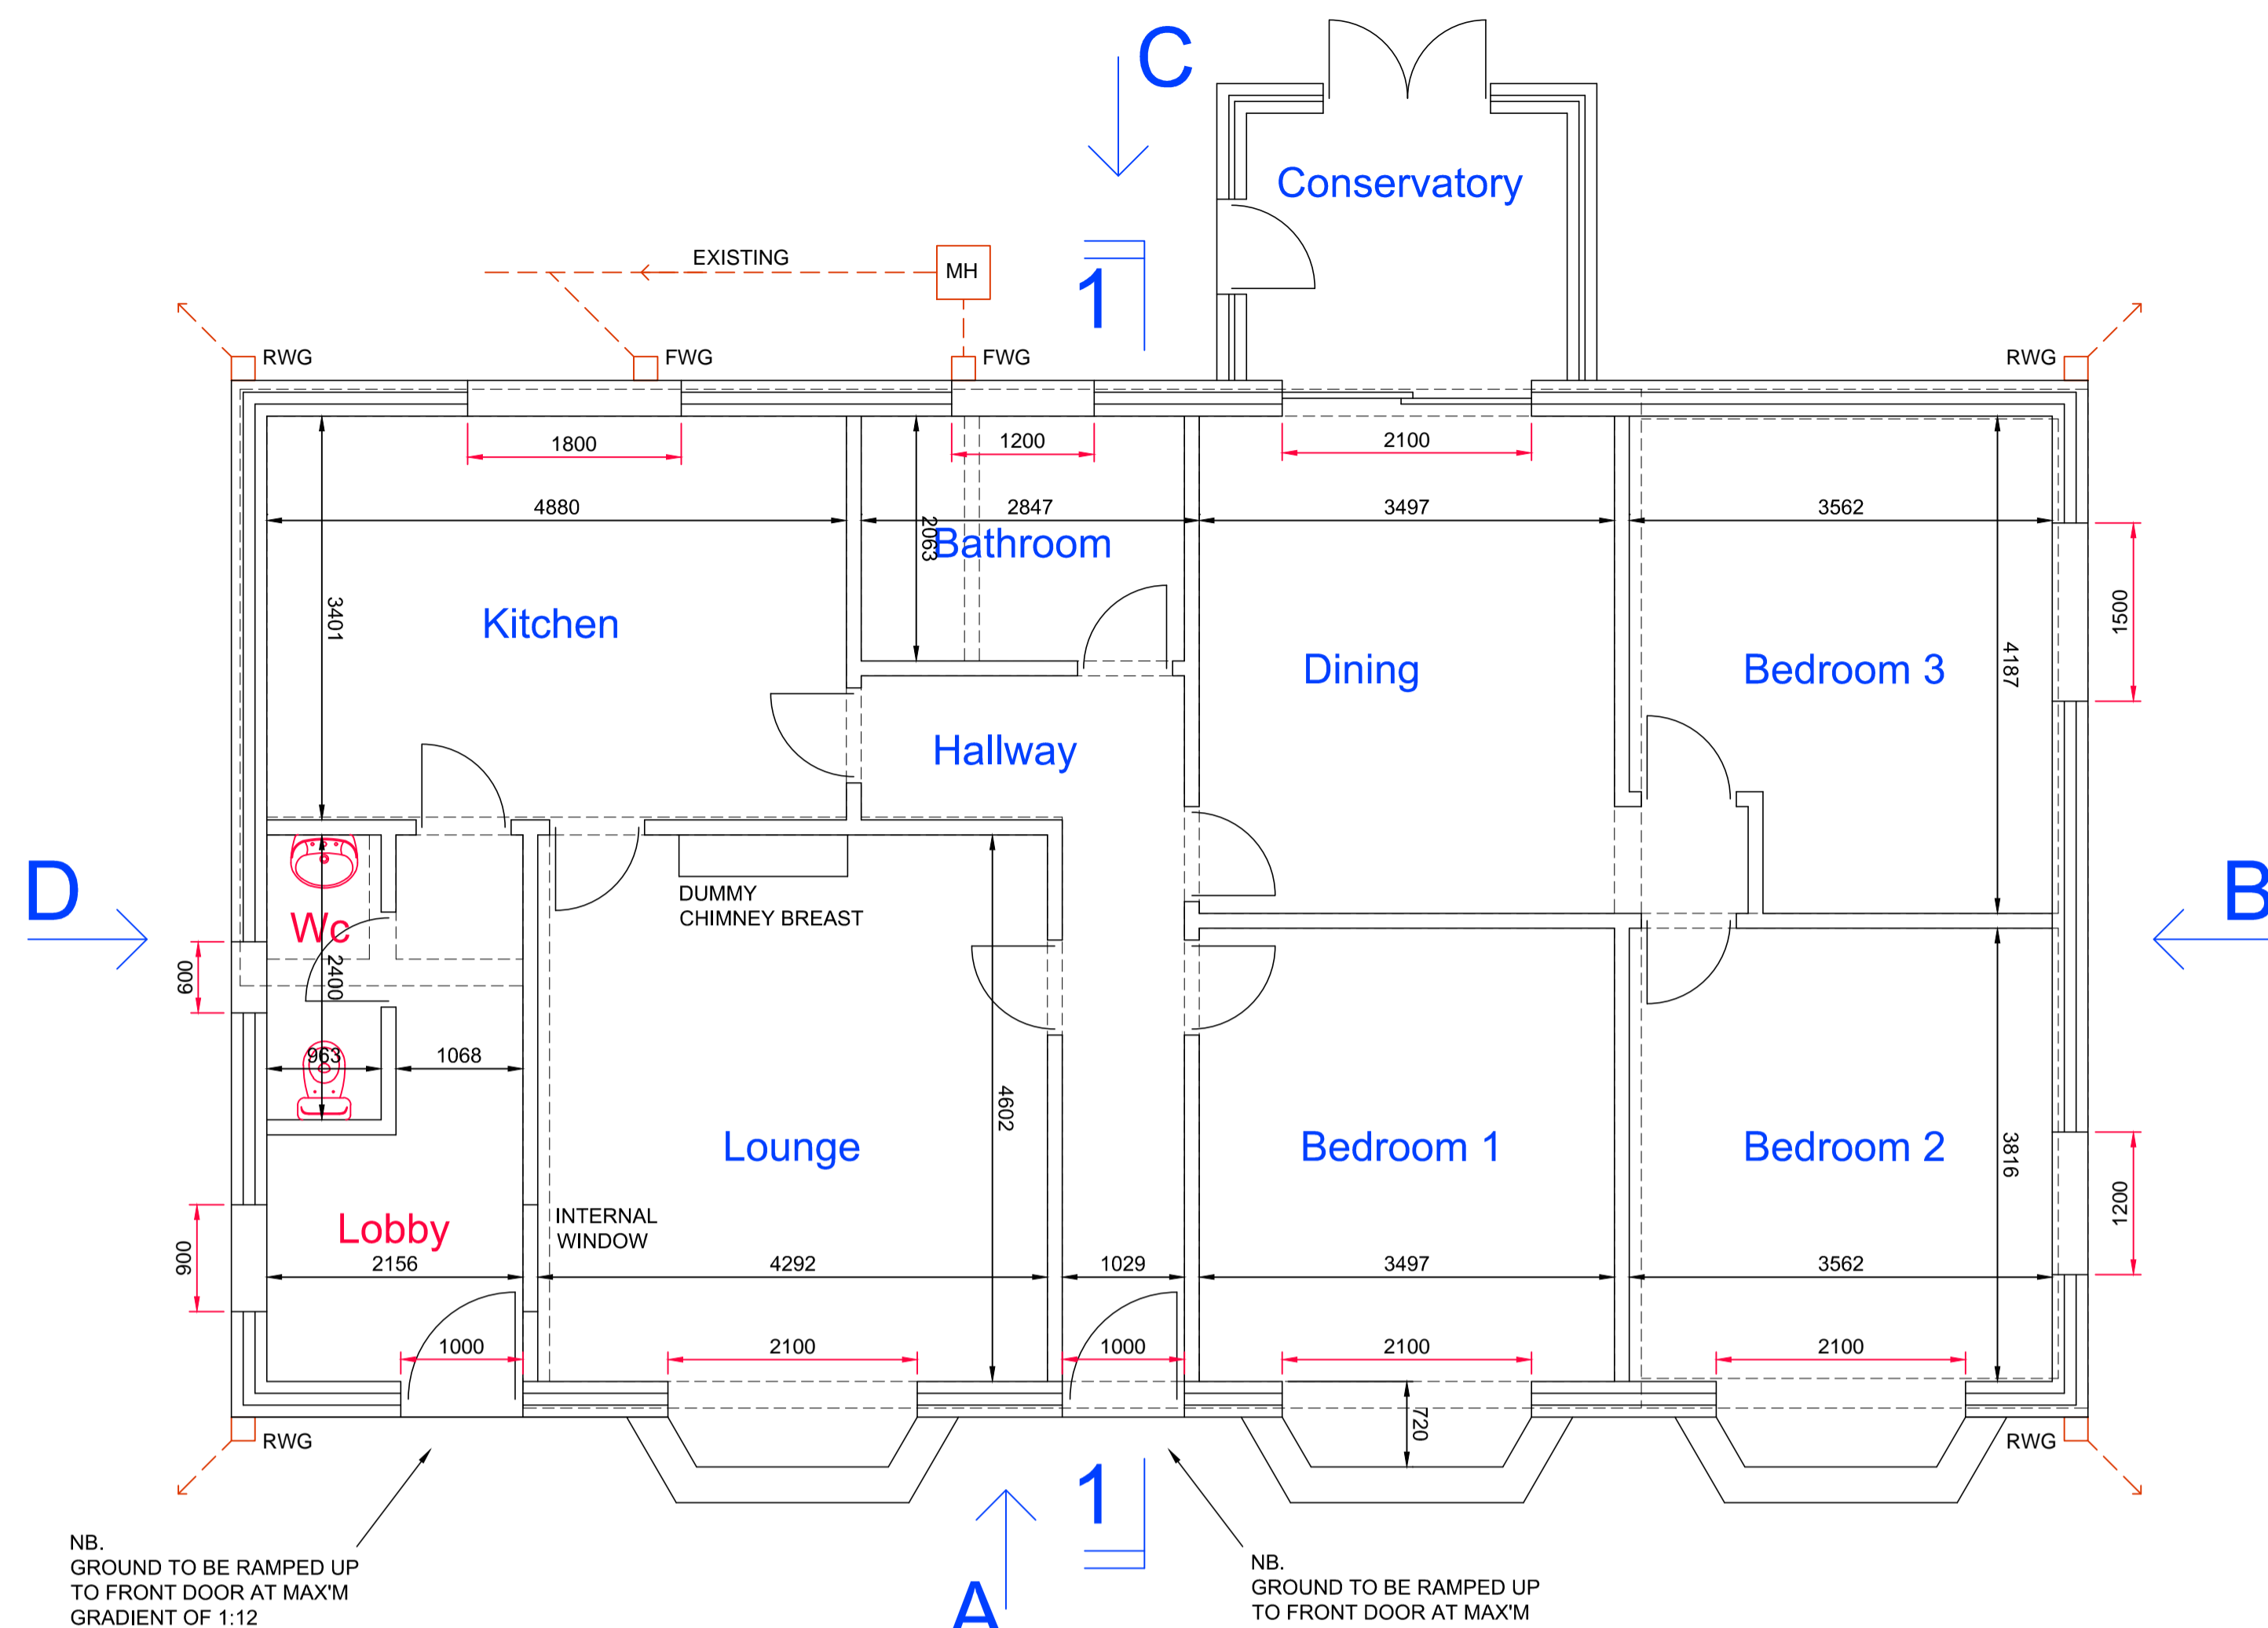 C
Conservatory
EXISTING
MH
1
RWG
FWG
FWG
RWG
1800
1200
2100
4880
2847
3497
3562
2063
Bathroom
1500
3401
Kitchen
Dining
Bedroom 3
4187
Hallway
D
B
DUMMY
CHIMNEY BREAST
Wc
2400
600
963
1068
4602
Lounge
Bedroom 1
Bedroom 2
3816
1200
INTERNAL
WINDOW
Lobby
900
2156
4292
1029
3497
3562
1000
2100
1000
2100
2100
720
RWG
RWG
1
A
NB.
GROUND TO BE RAMPED UP
TO FRONT DOOR AT MAX'M
GRADIENT OF 1:12
NB.
GROUND TO BE RAMPED UP
TO FRONT DOOR AT MAX'M